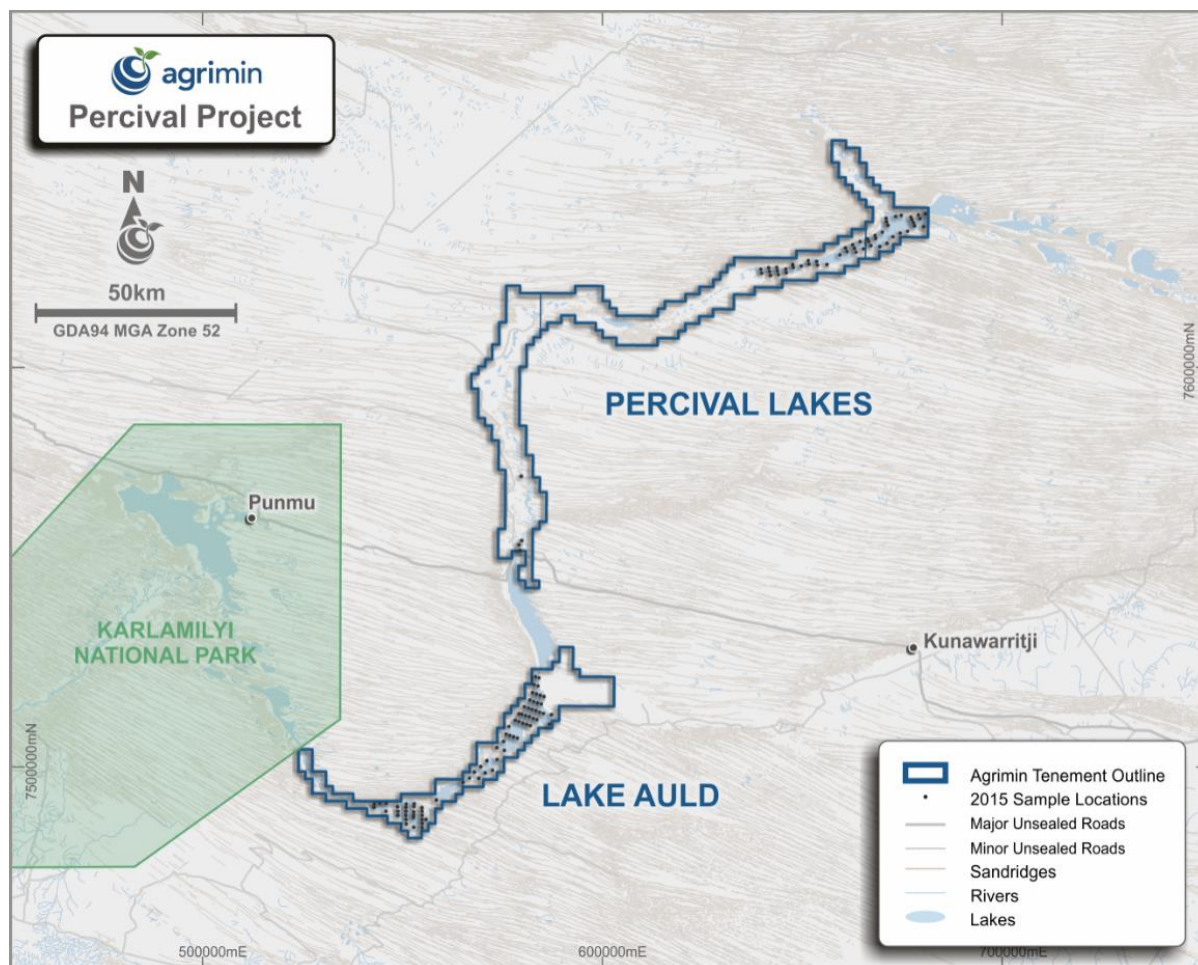 agrimin
Percival Project
N
50km
GDA94 MGA Zone 52
7600000mN
PERCIVAL LAKES
Punmu
KARLAMILYI
NATIONAL PARK
Kunawarritji
7500000mN
LAKE AULD
Agrimin Tenement Outline
2015 Sample Locations
Major Unsealed Roads
Minor Unsealed Roads
Sandridges
Rivers
Lakes
500000mE
600000mE
700000mE